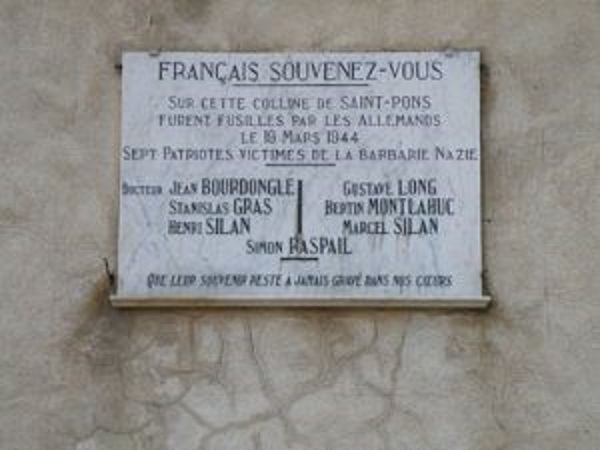 FRANÇAIS SOUVENEZ-VOUS
SUR CETTE COLLINE DE SAINT-PONS
FURENT FUSILLES PAR LES ALLEMANDS
LE 19 MARS 1944
SEPT PATRIOTES VICTIMES DE LA BARBARIE NAZIE
DOCTEUR JEAN BOURDONGLE GUSTAVE LONG
STANISLAS GRAS BERTIN MONTLAHUC
HENRI SILAN MARCEL SILAN
SIMON RASPAIL
QUE LEUR SOUVENIR RESTE A JAMAIS GRAVÉ DANS NOS CŒURS